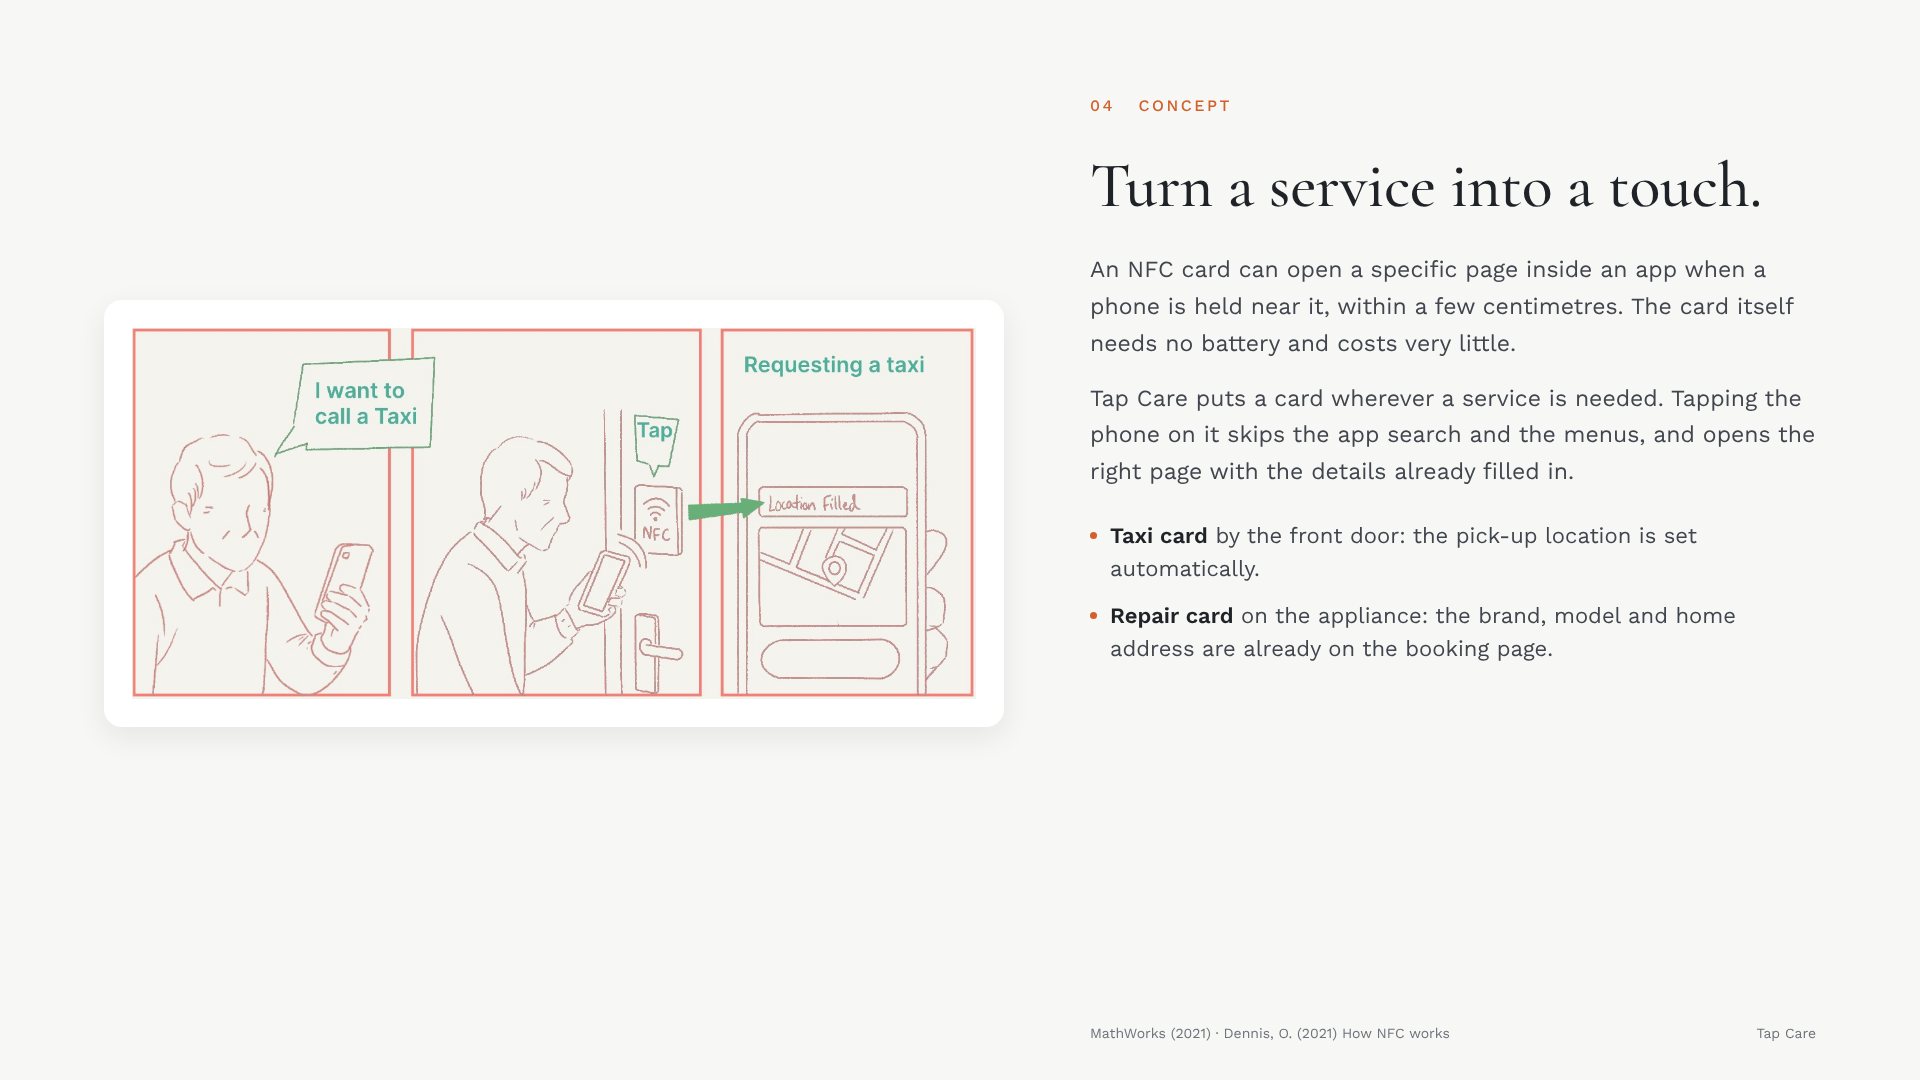 I want to
call a Taxi
Tap
NFC
Requesting a taxi
Location Filled
04 CONCEPT
Turn a service into a touch.
An NFC card can open a specific page inside an app when a
phone is held near it, within a few centimetres. The card itself
needs no battery and costs very little.
Tap Care puts a card wherever a service is needed. Tapping the
phone on it skips the app search and the menus, and opens the
right page with the details already filled in.
• Taxi card by the front door: the pick-up location is set
automatically.
• Repair card on the appliance: the brand, model and home
address are already on the booking page.
MathWorks (2021) · Dennis, O. (2021) How NFC works
Tap Care